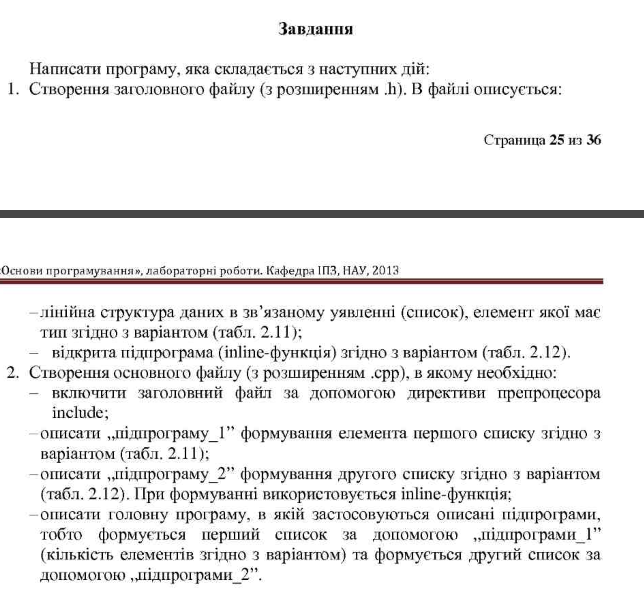 Завдання
Написати програму, яка складається з наступних дій:
1. Створення заголовного файлу (з розширенням .h). В файлі описується:
Страница 25 из 36
«Основи програмування», лабораторні роботи. Кафедра ІПЗ, НАУ, 2013
–лінійна структура даних в зв’язаному уявленні (список), елемент якої має
тип згідно з варіантом (табл. 2.11);
– відкрита підпрограма (inline-функція) згідно з варіантом (табл. 2.12).
2. Створення основного файлу (з розширенням .cpp), в якому необхідно:
– включити заголовний файл за допомогою директиви препроцесора
include;
–описати „підпрограму_1” формування елемента першого списку згідно з
варіантом (табл. 2.11);
–описати „підпрограму_2” формування другого списку згідно з варіантом
(табл. 2.12). При формуванні використовується inline-функція;
–описати головну програму, в якій застосовуються описані підпрограми,
тобто формується перший список за допомогою „підпрограми_1”
(кількість елементів згідно з варіантом) та формується другий список за
допомогою „підпрограми_2”.